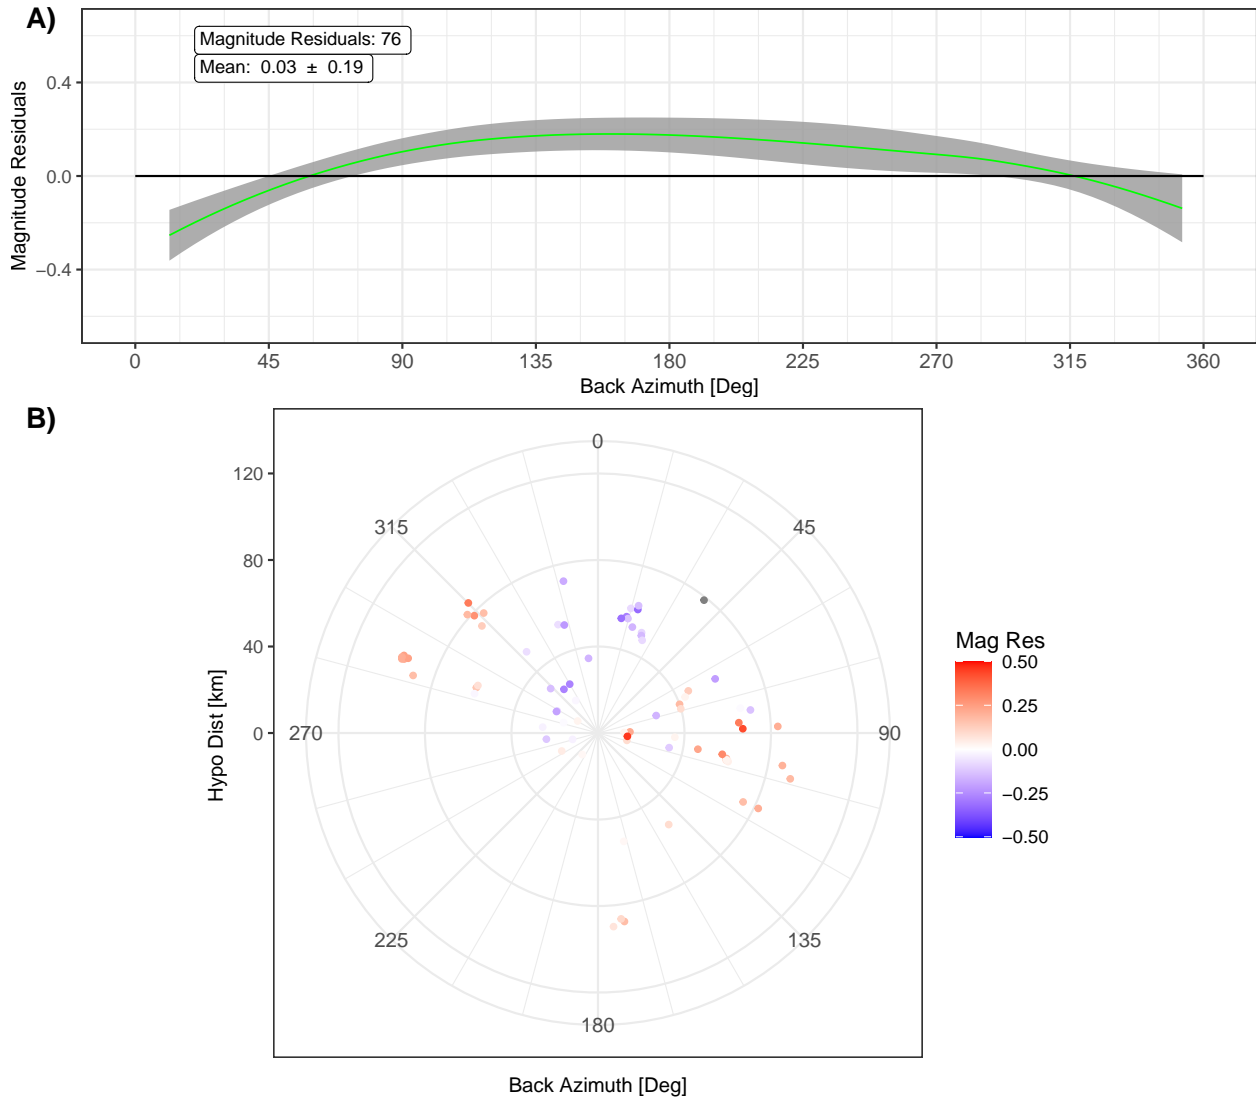 A)
Magnitude Residuals: 76
Mean:  0.03  ±  0.19
Magnitude Residuals
0.4
0.0
−0.4
0 45 90 135 180 225 270 315 360
Back Azimuth [Deg]
B)
Hypo Dist [km]
120
80
40
0
0
45
90
135
180
225
270
315
Back Azimuth [Deg]
Mag Res
0.50
0.25
0.00
−0.25
−0.50